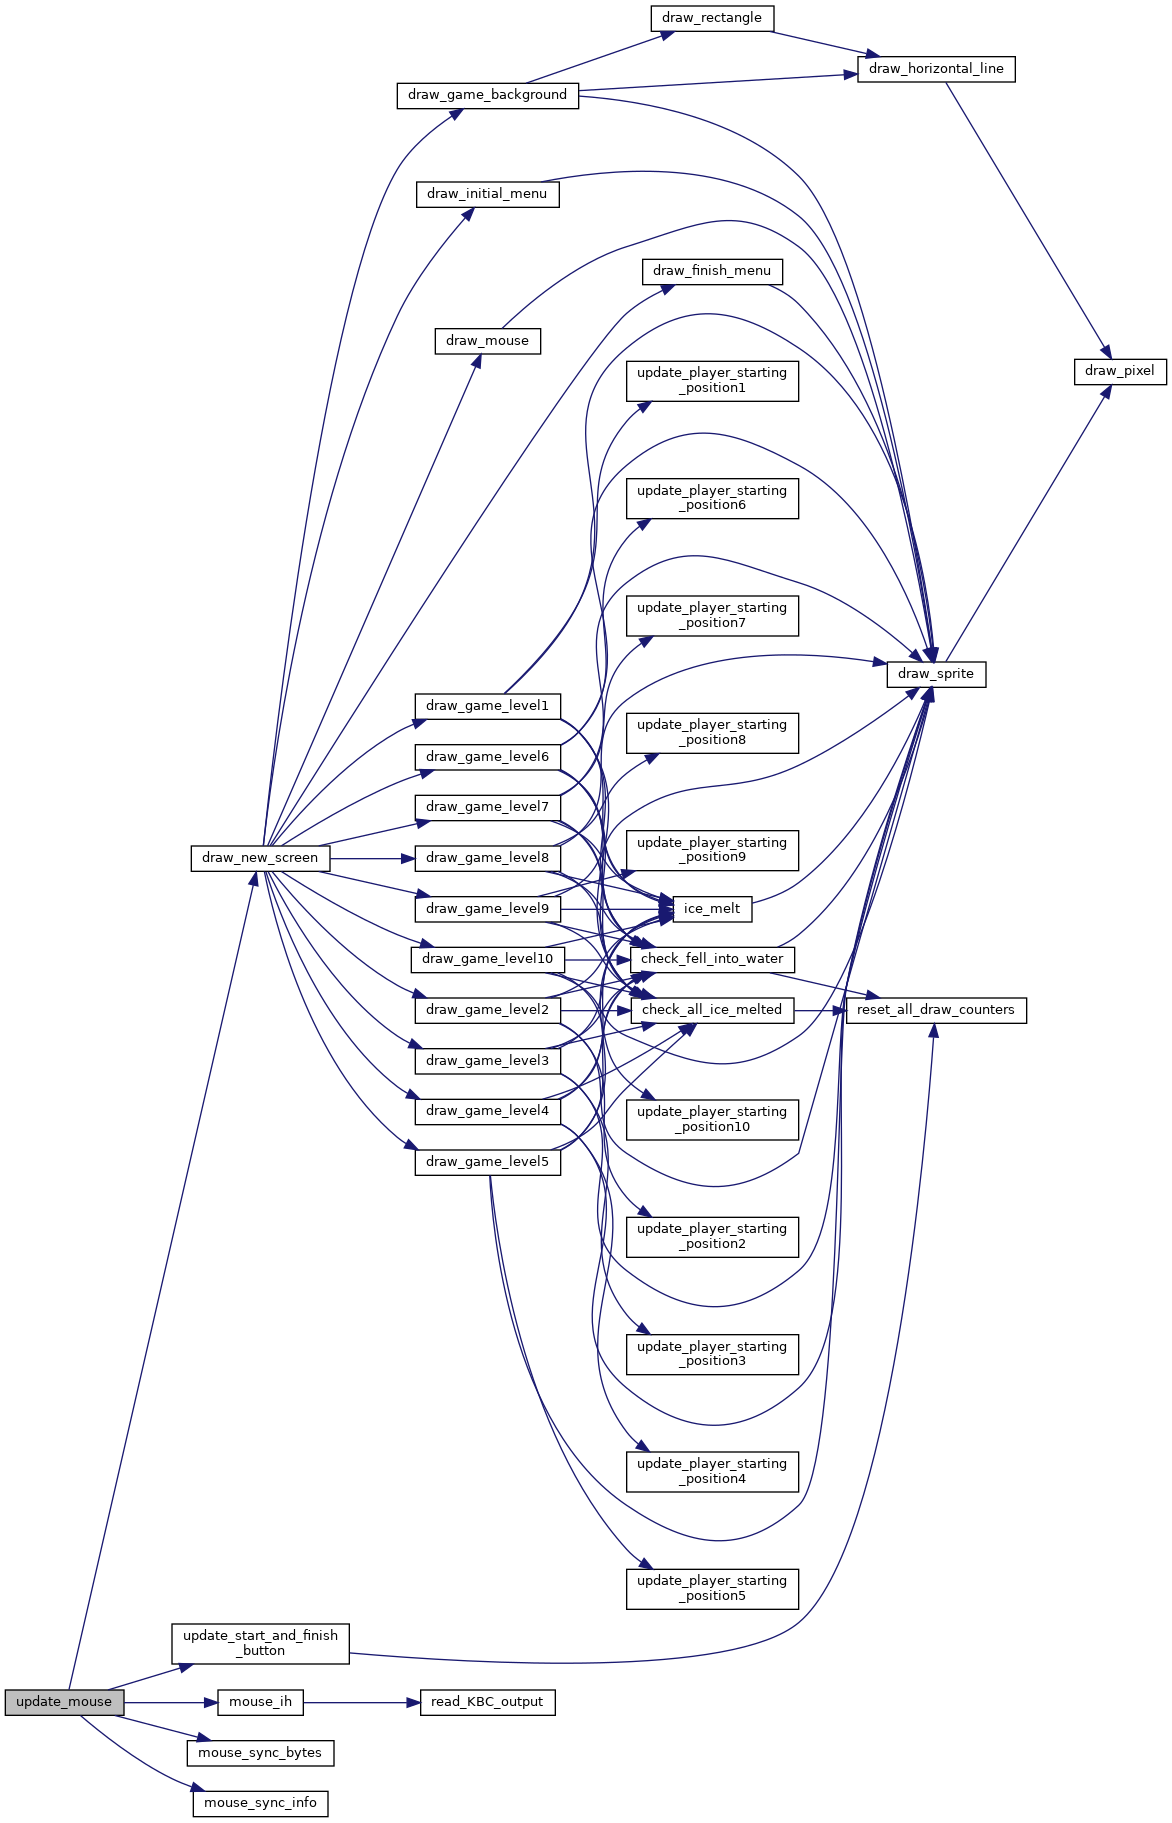 draw_rectangle
draw_horizontal_line
draw_game_background
draw_initial_menu
draw_finish_menu
draw_mouse
draw_pixel
update_player_starting
_position1
update_player_starting
_position6
update_player_starting
_position7
draw_sprite
draw_game_level1
update_player_starting
_position8
draw_game_level6
draw_game_level7
update_player_starting
_position9
draw_new_screen
draw_game_level8
draw_game_level9
ice_melt
draw_game_level10
check_fell_into_water
draw_game_level2
check_all_ice_melted
reset_all_draw_counters
draw_game_level3
draw_game_level4
update_player_starting
_position10
draw_game_level5
update_player_starting
_position2
update_player_starting
_position3
update_player_starting
_position4
update_player_starting
_position5
update_start_and_finish
_button
update_mouse
mouse_ih
read_KBC_output
mouse_sync_bytes
mouse_sync_info